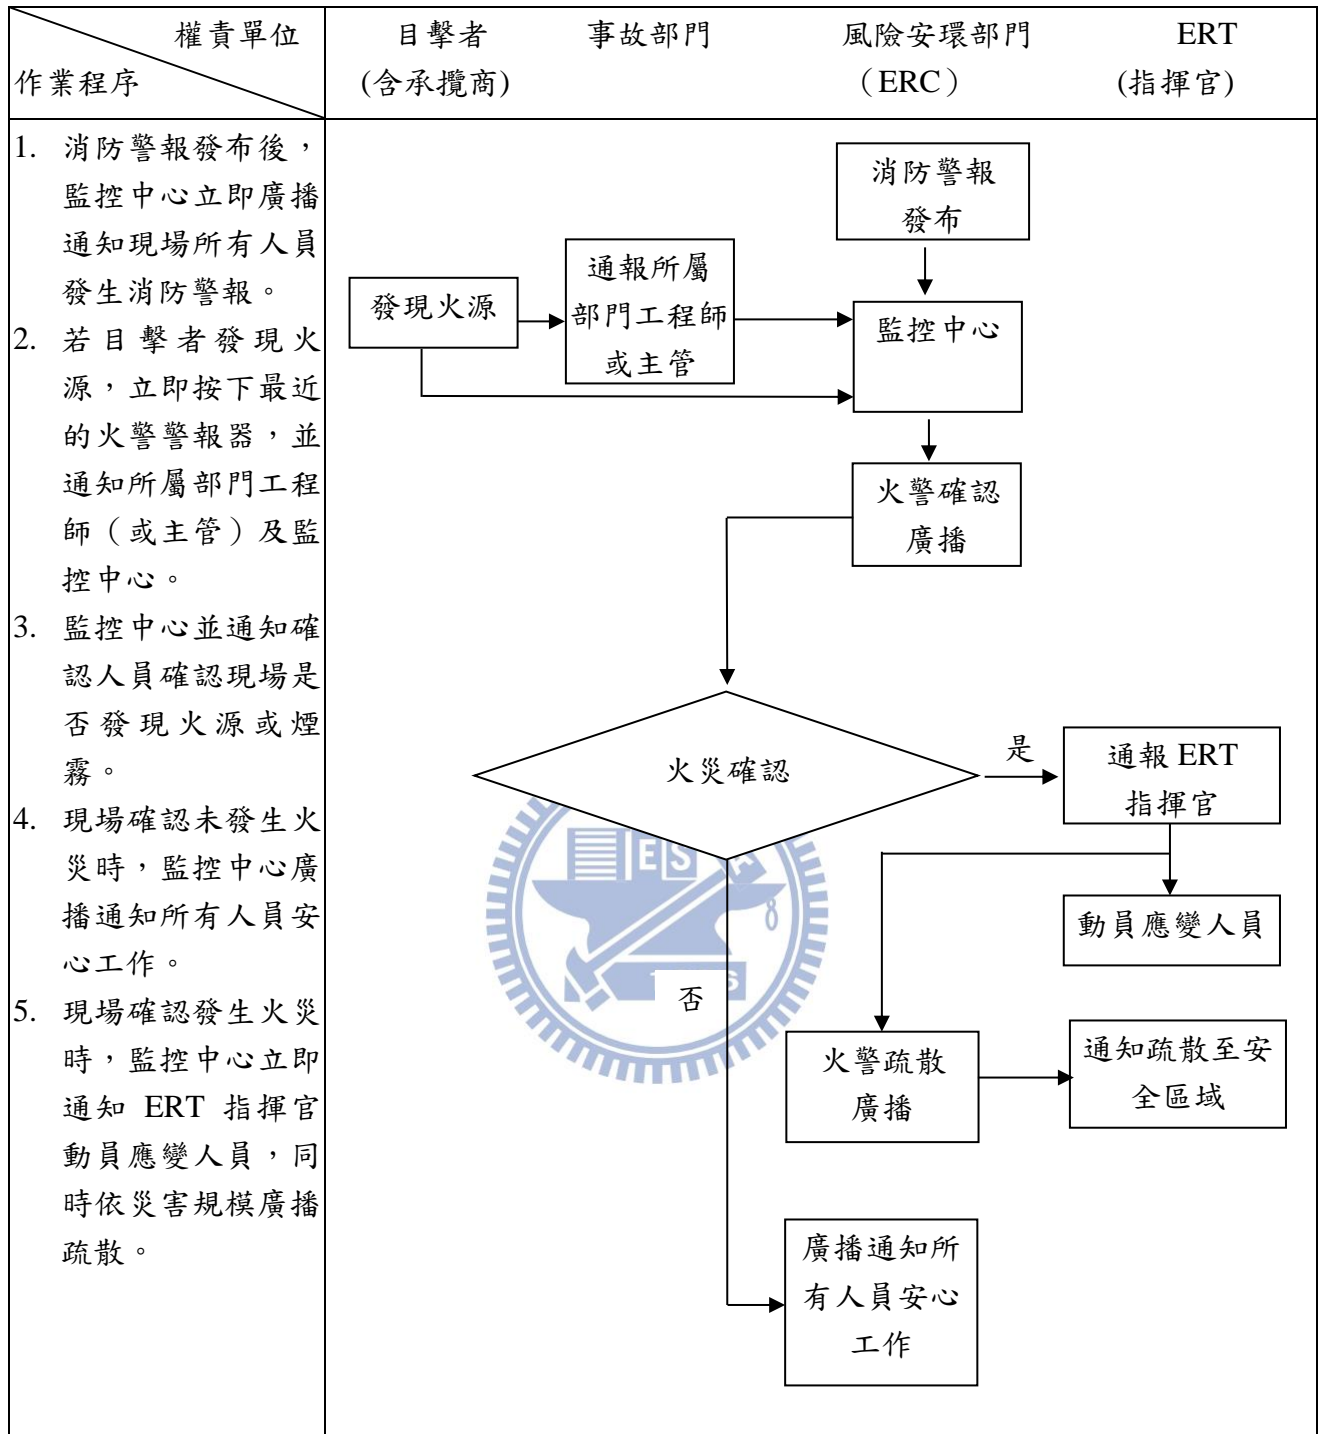 權責單位
作業程序
目擊者
(含承攬商)
事故部門
風險安環部門
（ERC）
ERT
(指揮官)
1. 消防警報發布後，
監控中心立即廣播
通知現場所有人員
發生消防警報。
2. 若目擊者發現火
源，立即按下最近
的火警警報器，並
通知所屬部門工程
師（或主管）及監
控中心。
3. 監控中心並通知確
認人員確認現場是
否發現火源或煙
霧。
4. 現場確認未發生火
災時，監控中心廣
播通知所有人員安
心工作。
5. 現場確認發生火災
時，監控中心立即
通知 ERT 指揮官
動員應變人員，同
時依災害規模廣播
疏散。
消防警報
發布
發現火源
通報所屬
部門工程師
或主管
監控中心
火警確認
廣播
火災確認
是
通報 ERT
指揮官
動員應變人員
否
火警疏散
廣播
通知疏散至安
全區域
廣播通知所
有人員安心
工作
ES